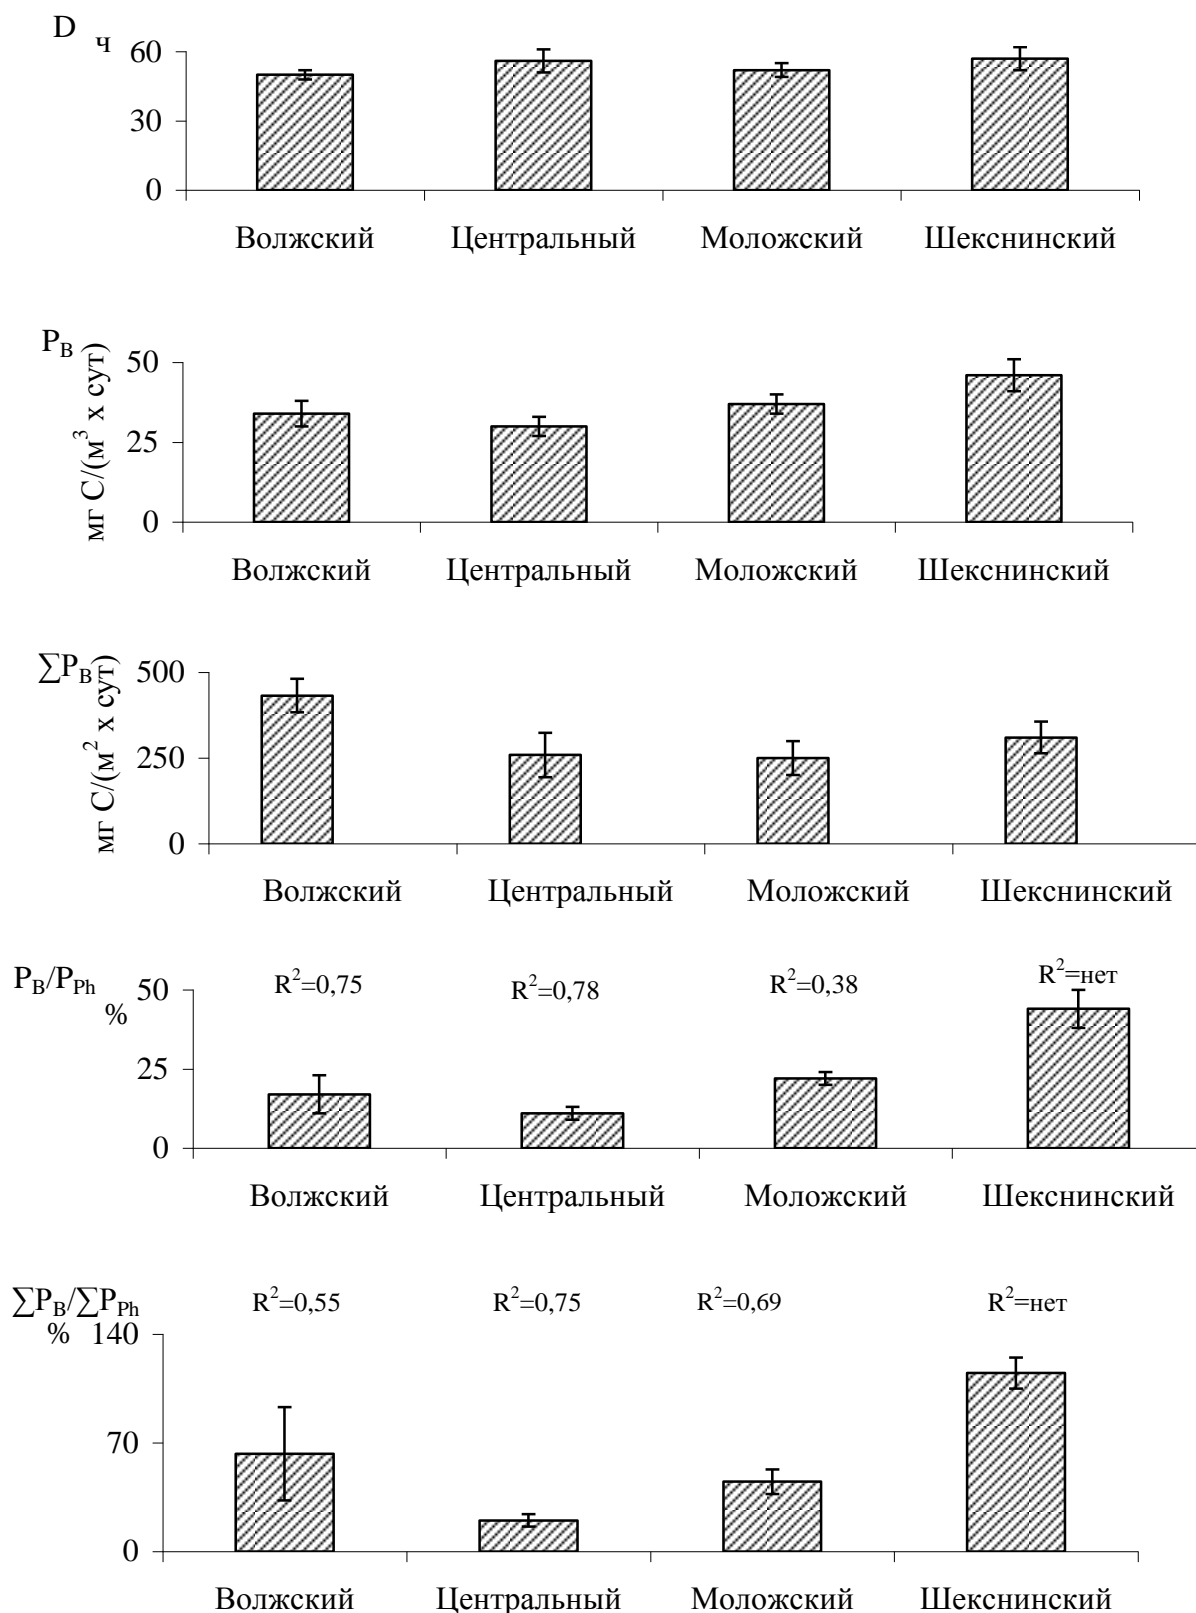 D
ч
60
30
0
Волжский Центральный Моложский Шекснинский
P_B
мг С/(м³ х сут)
50
25
0
Волжский Центральный Моложский Шекснинский
∑P_B
мг С/(м² х сут)
500
250
0
Волжский Центральный Моложский Шекснинский
P_B/P_Ph
%
R²=0,75 R²=0,78 R²=0,38 R²=нет
50
25
0
Волжский Центральный Моложский Шекснинский
∑P_B/∑P_Ph
%
R²=0,55 R²=0,75 R²=0,69 R²=нет
140
70
0
Волжский Центральный Моложский Шекснинский